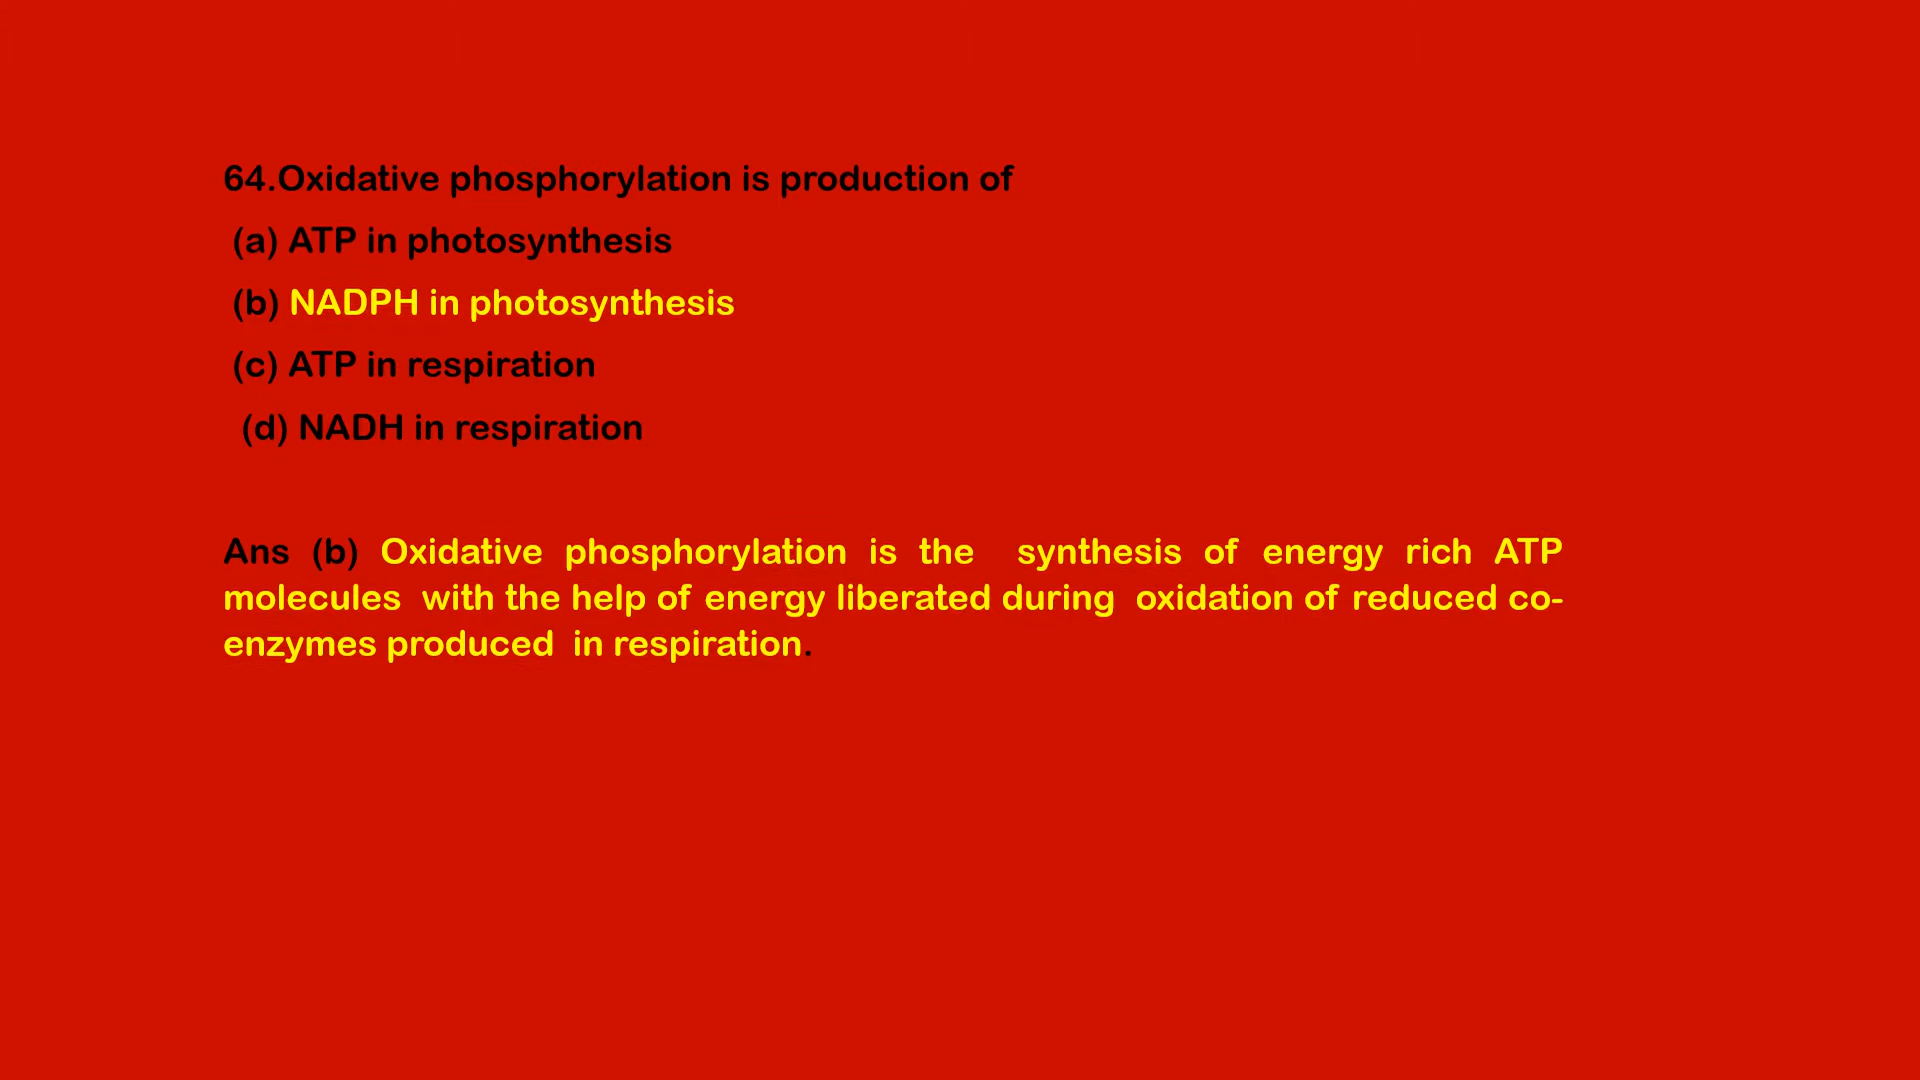 64.Oxidative phosphorylation is production of
(a) ATP in photosynthesis
(b) NADPH in photosynthesis
(c) ATP in respiration
(d) NADH in respiration
Ans (b) Oxidative phosphorylation is the synthesis of energy rich ATP
molecules with the help of energy liberated during oxidation of reduced co-
enzymes produced in respiration.